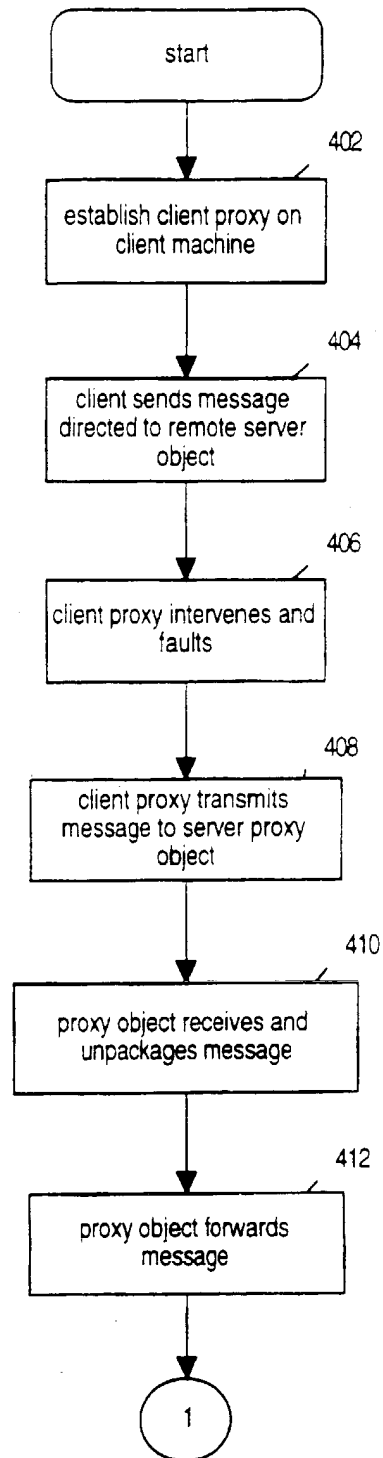 start
402
establish client proxy on
client machine
404
client sends message
directed to remote server
object
406
client proxy intervenes and
faults
408
client proxy transmits
message to server proxy
object
410
proxy object receives and
unpackages message
412
proxy object forwards
message
1